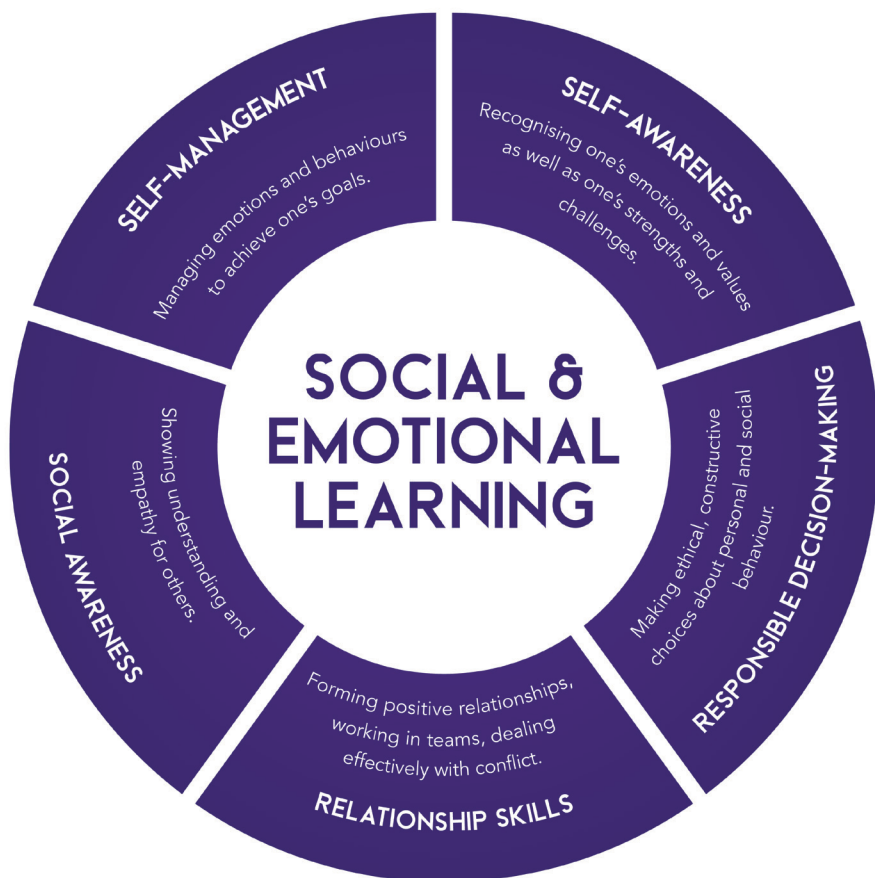 SOCIAL &
EMOTIONAL
LEARNING
SELF-AWARENESS
Recognising one's emotions and values
as well as one's strengths and
challenges.
RESPONSIBLE DECISION-MAKING
Making ethical, constructive
choices about personal and social
behaviour.
Forming positive relationships,
working in teams, dealing
effectively with conflict.
RELATIONSHIP SKILLS
SOCIAL AWARENESS
Showing understanding and
empathy for others.
SELF-MANAGEMENT
Managing emotions and behaviours
to achieve one's goals.